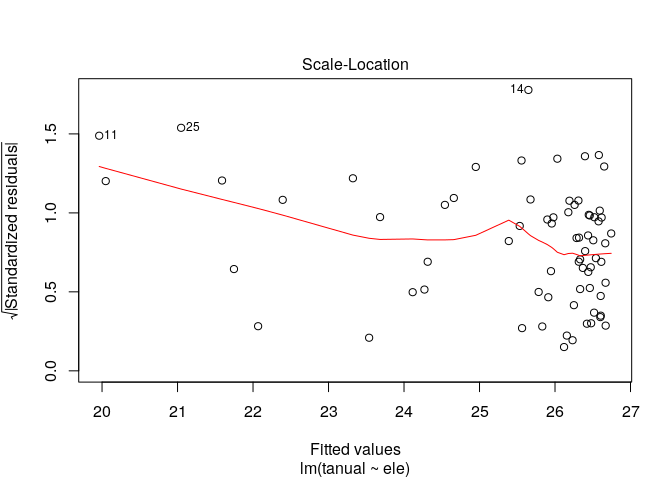 Scale-Location
14
25
11
√|Standardized residuals|
0.0 0.5 1.0 1.5
20 21 22 23 24 25 26 27
Fitted values
lm(tanual ~ ele)